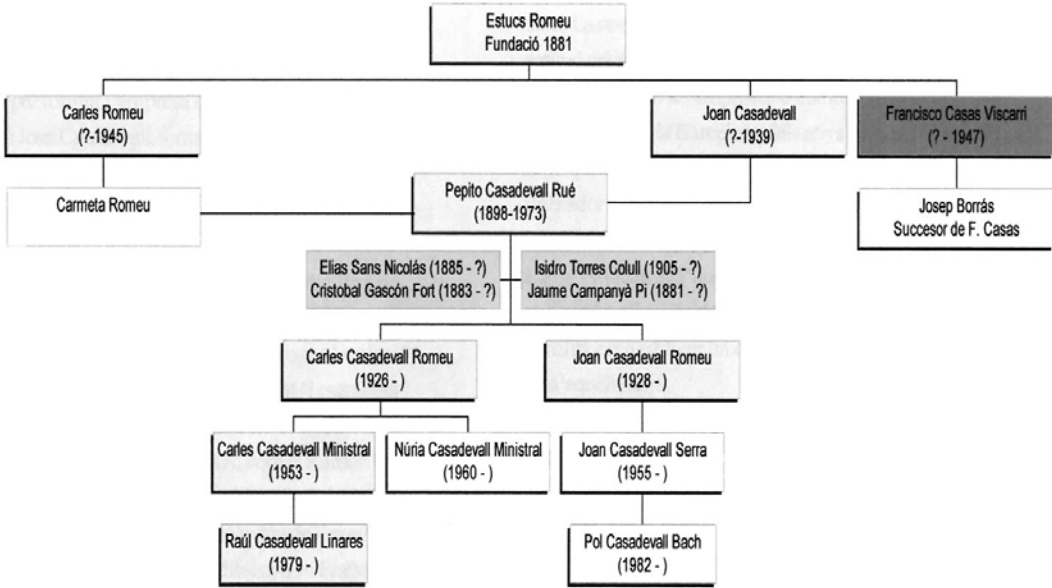 Estucs Romeu
Fundació 1881
Carles Romeu
(?-1945)
Joan Casadevall
(?-1939)
Francisco Casas Viscarri
(? - 1947)
Carmeta Romeu
Pepito Casadevall Rué
(1898-1973)
Josep Borrás
Succesor de F. Casas
Elias Sans Nicolás (1885 - ?)
Cristobal Gascón Fort (1883 - ?)
Isidro Torres Colull (1905 - ?)
Jaume Campanyà Pi (1881 - ?)
Carles Casadevall Romeu
(1926 - )
Joan Casadevall Romeu
(1928 - )
Carles Casadevall Ministral
(1953 - )
Núria Casadevall Ministral
(1960 - )
Joan Casadevall Serra
(1955 - )
Raúl Casadevall Linares
(1979 - )
Pol Casadevall Bach
(1982 - )